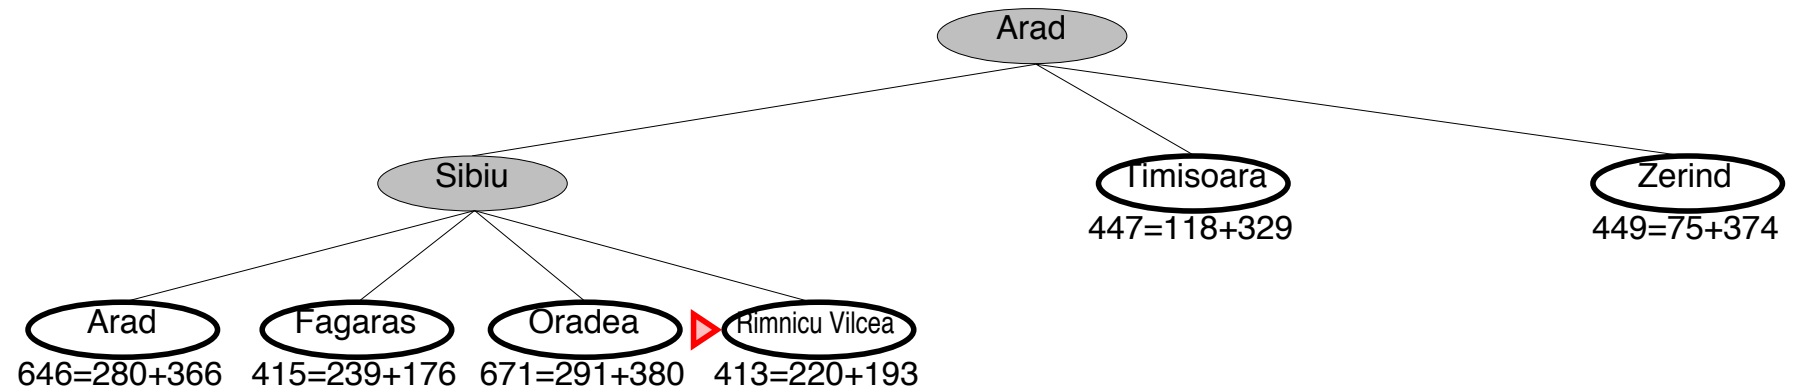 Arad
Sibiu
Timisoara
Zerind
447=118+329
449=75+374
Arad
Fagaras
Oradea
Rimnicu Vilcea
646=280+366
415=239+176
671=291+380
413=220+193